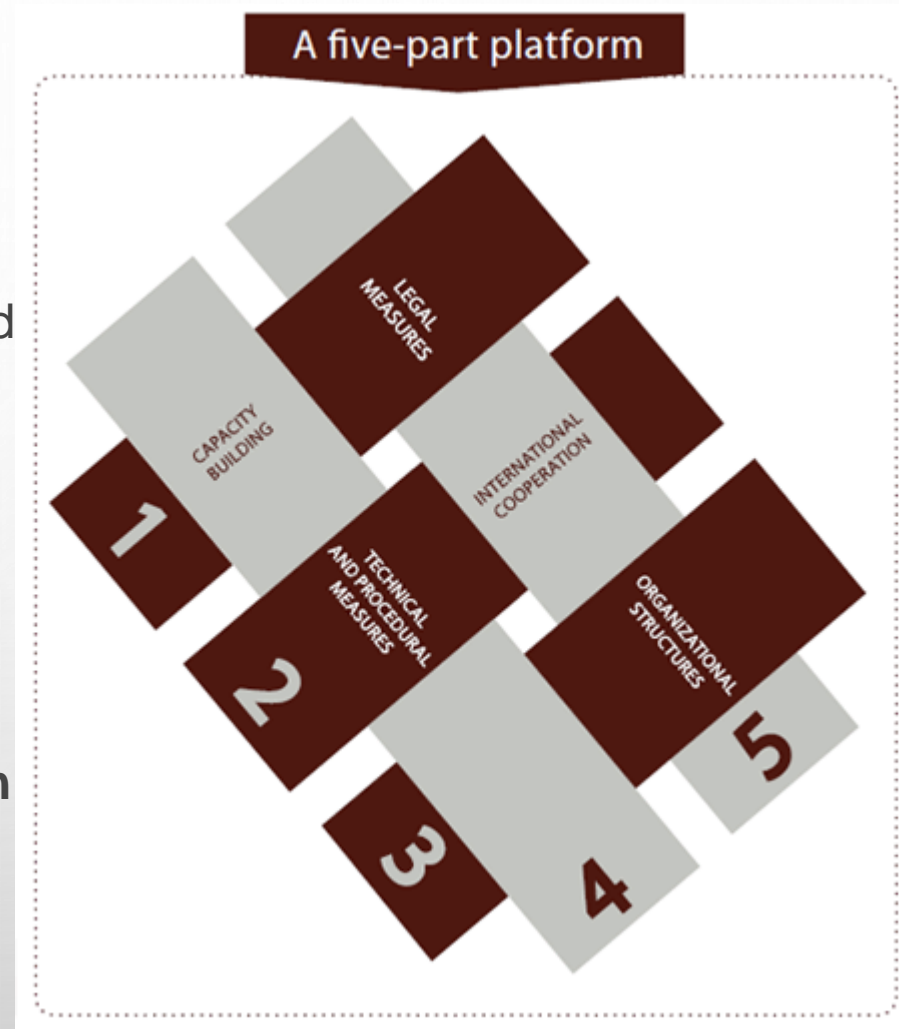 A five-part platform
LEGAL
MEASURES
d
CAPACITY
BUILDING
INTERNATIONAL
COOPERATION
1
TECHNICAL
AND PROCEDURAL
MEASURES
ORGANIZATIONAL
STRUCTURES
2
5
n
3
4